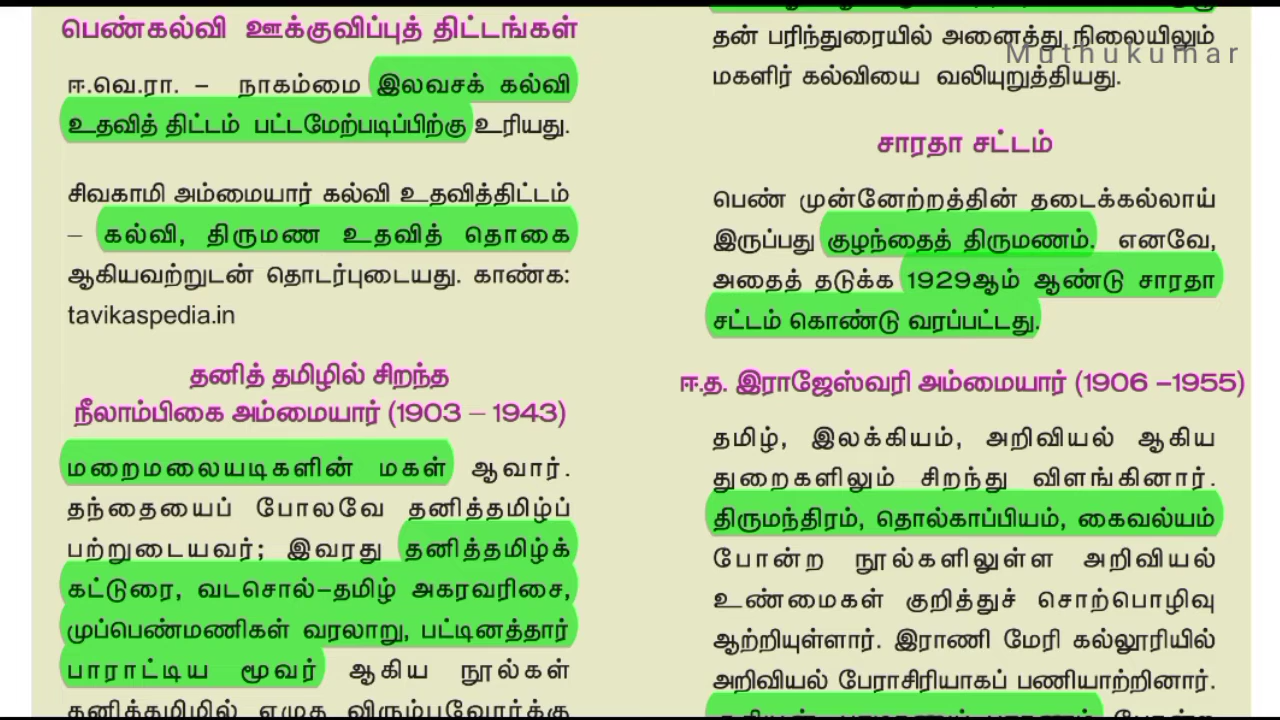 பெண்கல்வி ஊக்குவிப்புத் திட்டங்கள்
ஈ.வெ.ரா. – நாகம்மை இலவசக் கல்வி
உதவித் திட்டம் பட்டமேற்படிப்பிற்கு உரியது.
சிவகாமி அம்மையார் கல்வி உதவித்திட்டம்
– கல்வி, திருமண உதவித் தொகை
ஆகியவற்றுடன் தொடர்புடையது. காண்க:
tavikaspedia.in
தனித் தமிழில் சிறந்த
நீலாம்பிகை அம்மையார் (1903 – 1943)
மறைமலையடிகளின் மகள் ஆவார்.
தந்தையைப் போலவே தனித்தமிழ்ப்
பற்றுடையவர்; இவரது தனித்தமிழ்க்
கட்டுரை, வடசொல்–தமிழ் அகரவரிசை,
முப்பெண்மணிகள் வரலாறு, பட்டினத்தார்
பாராட்டிய மூவர் ஆகிய நூல்கள்
தனித்தமிழில் எழுத விரும்புவோர்க்கு
தன் பரிந்துரையில் அனைத்து நிலையிலும்
Muthukumar
மகளிர் கல்வியை வலியுறுத்தியது.
சாரதா சட்டம்
பெண் முன்னேற்றத்தின் தடைக்கல்லாய்
இருப்பது குழந்தைத் திருமணம். எனவே,
அதைத் தடுக்க 1929ஆம் ஆண்டு சாரதா
சட்டம் கொண்டு வரப்பட்டது.
ஈ.த. இராஜேஸ்வரி அம்மையார் (1906 –1955)
தமிழ், இலக்கியம், அறிவியல் ஆகிய
துறைகளிலும் சிறந்து விளங்கினார்.
திருமந்திரம், தொல்காப்பியம், கைவல்யம்
போன்ற நூல்களிலுள்ள அறிவியல்
உண்மைகள் குறித்துச் சொற்பொழிவு
ஆற்றியுள்ளார். இராணி மேரி கல்லூரியில்
அறிவியல் பேராசிரியாகப் பணியாற்றினார்.